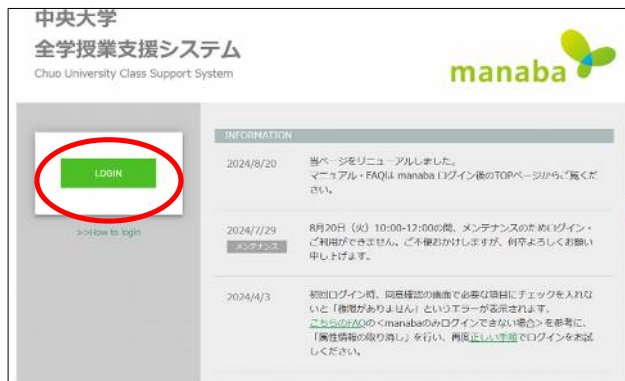 中央大学
全学授業支援システム
Chuo University Class Support System
manaba
LOGIN
>>How to login
INFORMATION
2024/8/20
当ページをリニューアルしました。
マニュアル・FAQは manaba ログイン後のTOPページからご覧くだ
さい。
2024/7/29
メンテナンス
8月20日（火）10:00-12:00の間、メンテナンスのためログイン・
ご利用ができません。ご不便おかけしますが、何卒よろしくお願い
申し上げます。
2024/4/3
初回ログイン時、同意確認の画面で必要な項目にチェックを入れな
いと「権限がありません」というエラーが表示されます。
こちらのFAQの<manabaのみログインできない場合>を参考に、
「属性情報の取り消し」を行い、再度正しい手順でログインをお試
しください。